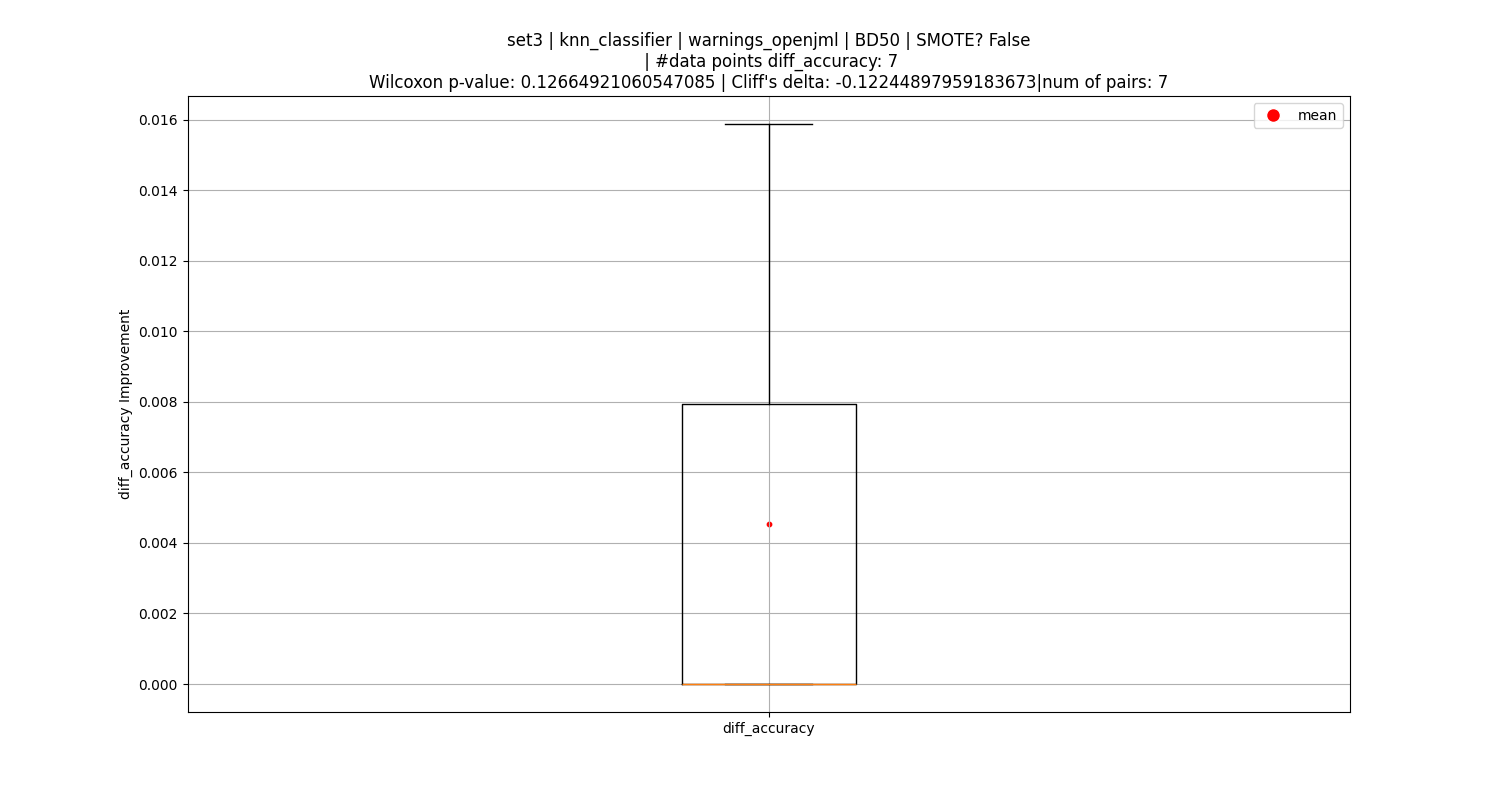 set3 | knn_classifier | warnings_openjml | BD50 | SMOTE? False
| #data points diff_accuracy: 7
Wilcoxon p-value: 0.12664921060547085 | Cliff's delta: -0.12244897959183673|num of pairs: 7
mean
0.016
0.014
0.012
0.010
0.008
0.006
0.004
0.002
0.000
diff_accuracy Improvement
diff_accuracy